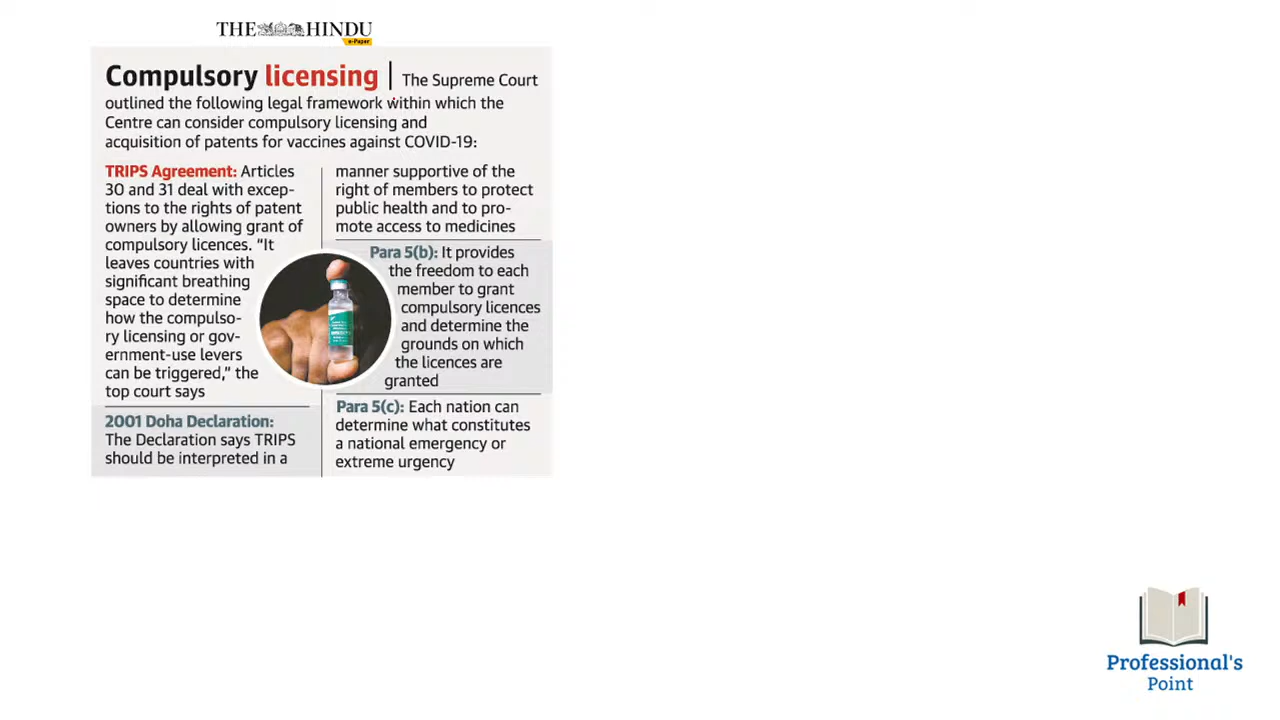 THE HINDU
e-Paper
Compulsory licensing | The Supreme Court
outlined the following legal framework within which the
Centre can consider compulsory licensing and
acquisition of patents for vaccines against COVID-19:
TRIPS Agreement: Articles
30 and 31 deal with excep-
tions to the rights of patent
owners by allowing grant of
compulsory licences. “It
leaves countries with
significant breathing
space to determine
how the compulso-
ry licensing or gov-
ernment-use levers
can be triggered,” the
top court says
2001 Doha Declaration:
The Declaration says TRIPS
should be interpreted in a
manner supportive of the
right of members to protect
public health and to pro-
mote access to medicines
Para 5(b): It provides
the freedom to each
member to grant
compulsory licences
and determine the
grounds on which
the licences are
granted
Para 5(c): Each nation can
determine what constitutes
a national emergency or
extreme urgency
Professional's
Point